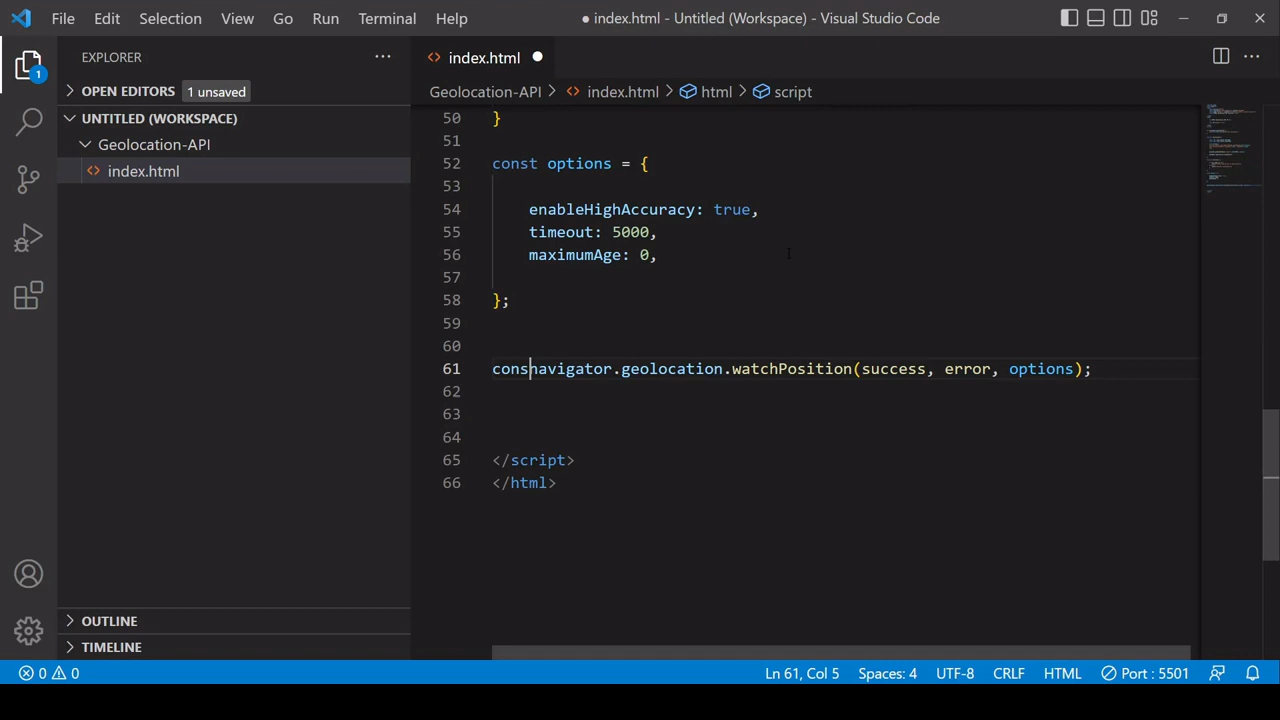 File Edit Selection View Go Run Terminal Help ● index.html - Untitled (Workspace) - Visual Studio Code
EXPLORER ···
index.html ●
1
OPEN EDITORS 1 unsaved
Geolocation-API > index.html > html > script
UNTITLED (WORKSPACE)
Geolocation-API
index.html
50 }
51
52 const options = {
53
54 enableHighAccuracy: true,
55 timeout: 5000,
56 maximumAge: 0,
57
58 };
59
60
61 consnavigator.geolocation.watchPosition(success, error, options);
62
63
64
65 </script>
66 </html>
OUTLINE
TIMELINE
0 0 Ln 61, Col 5 Spaces: 4 UTF-8 CRLF HTML Port : 5501